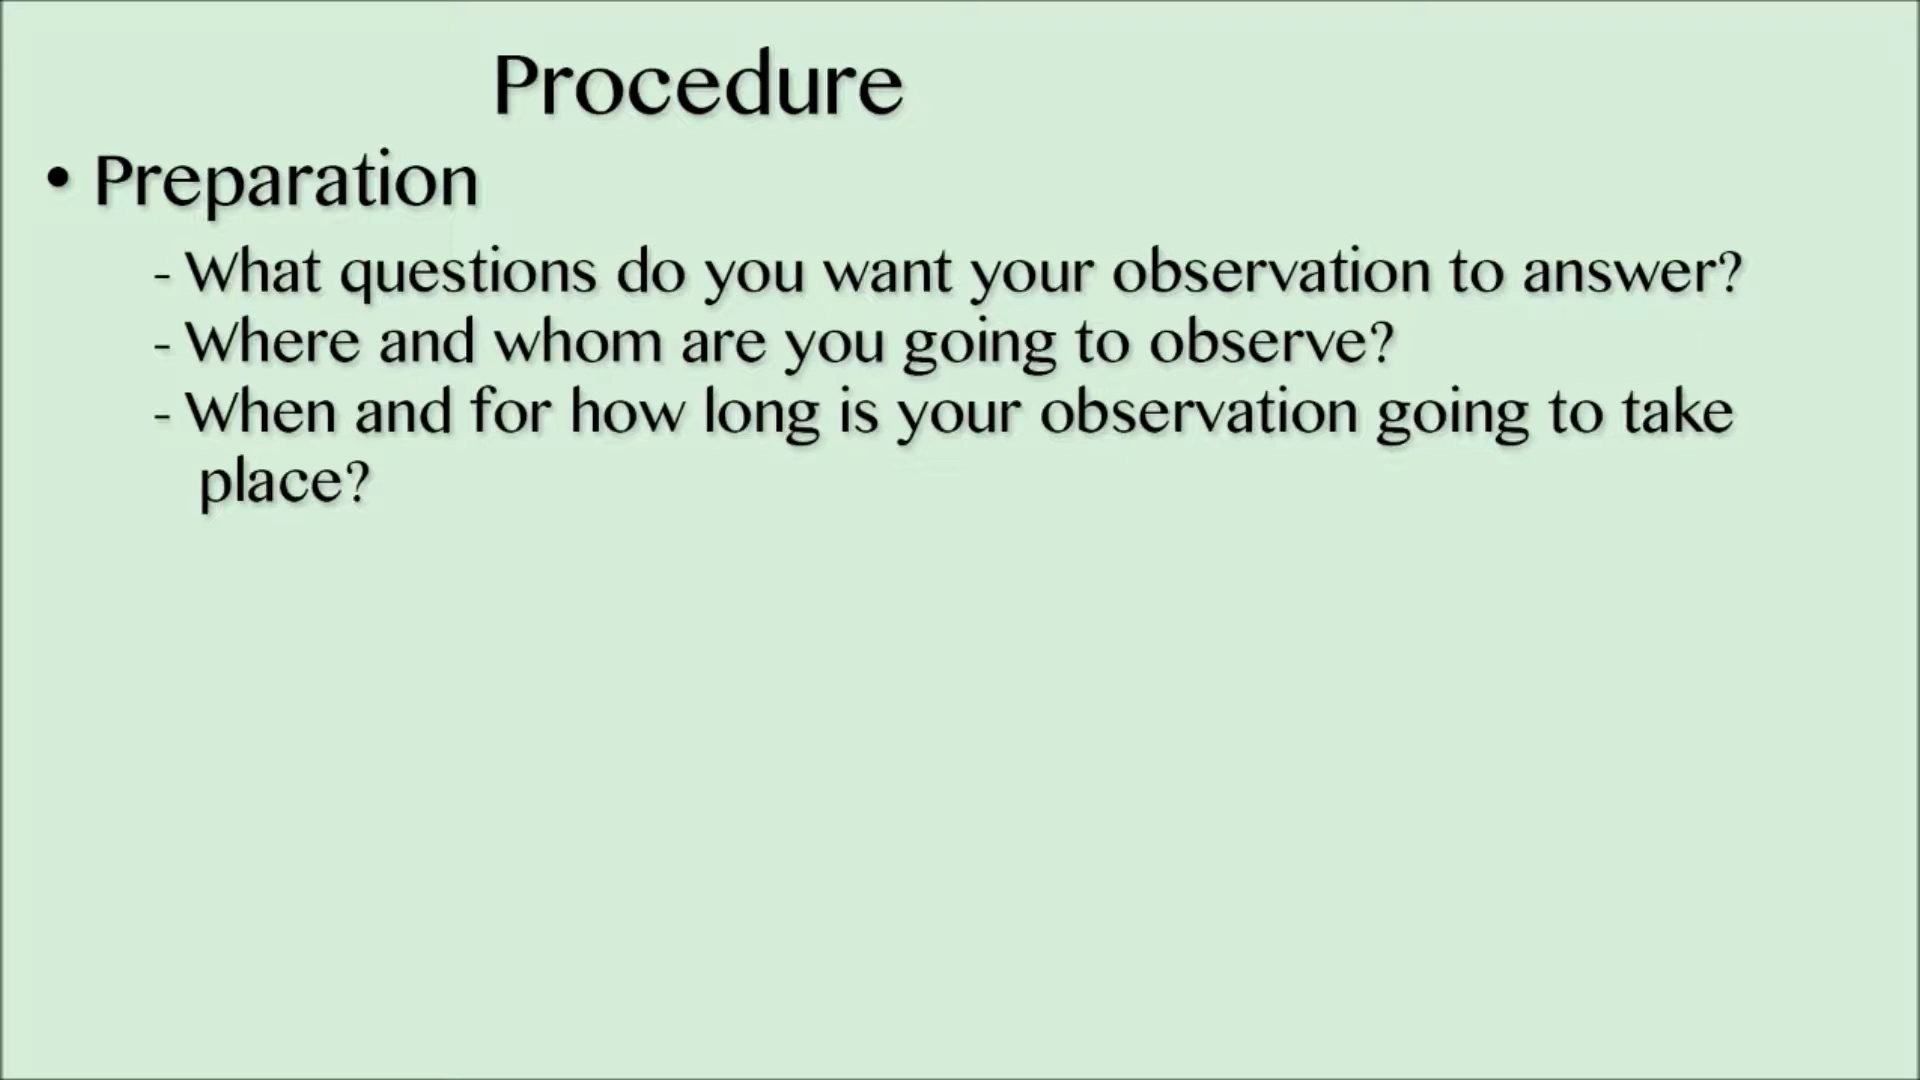 Procedure
• Preparation
- What questions do you want your observation to answer?
- Where and whom are you going to observe?
- When and for how long is your observation going to take
place?